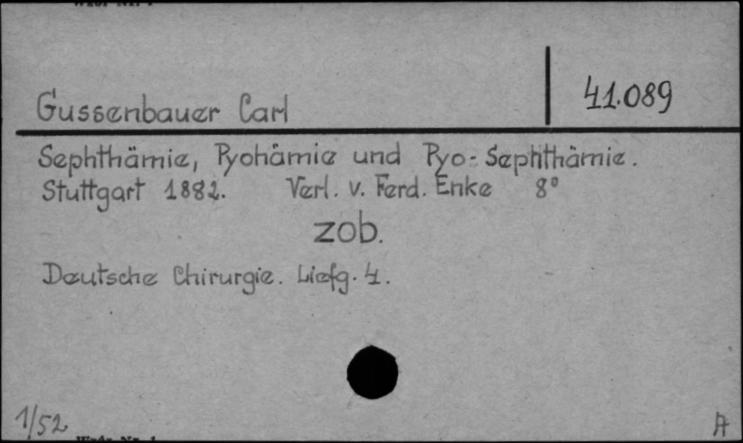 Gussenbauer Carl
41.089
Sephthämie, Pyohämie und Pyo-Sephthämie.
Stuttgart 1882. Verl. v. Ferd. Enke 8°
zob.
Deutsche Chirurgie. Liefg. 4.
1/52
A